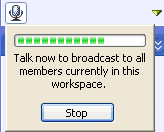 Talk now to broadcast to all
members currently in this
workspace.
Stop